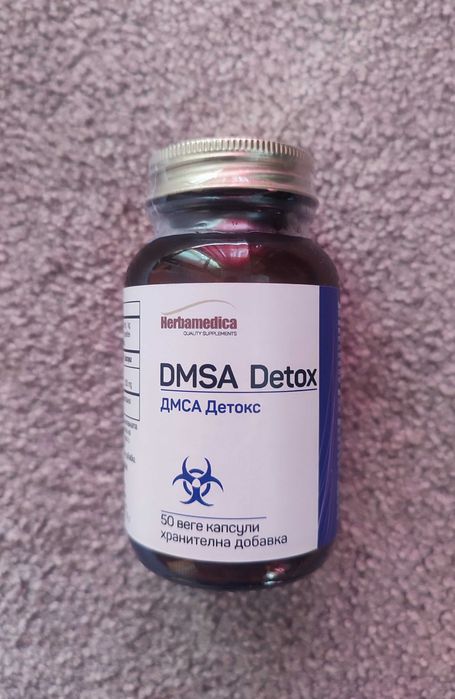 Herbamedica
QUALITY SUPPLEMENTS
DMSA Detox
ДМСА Детокс
50 веге капсули
хранителна добавка